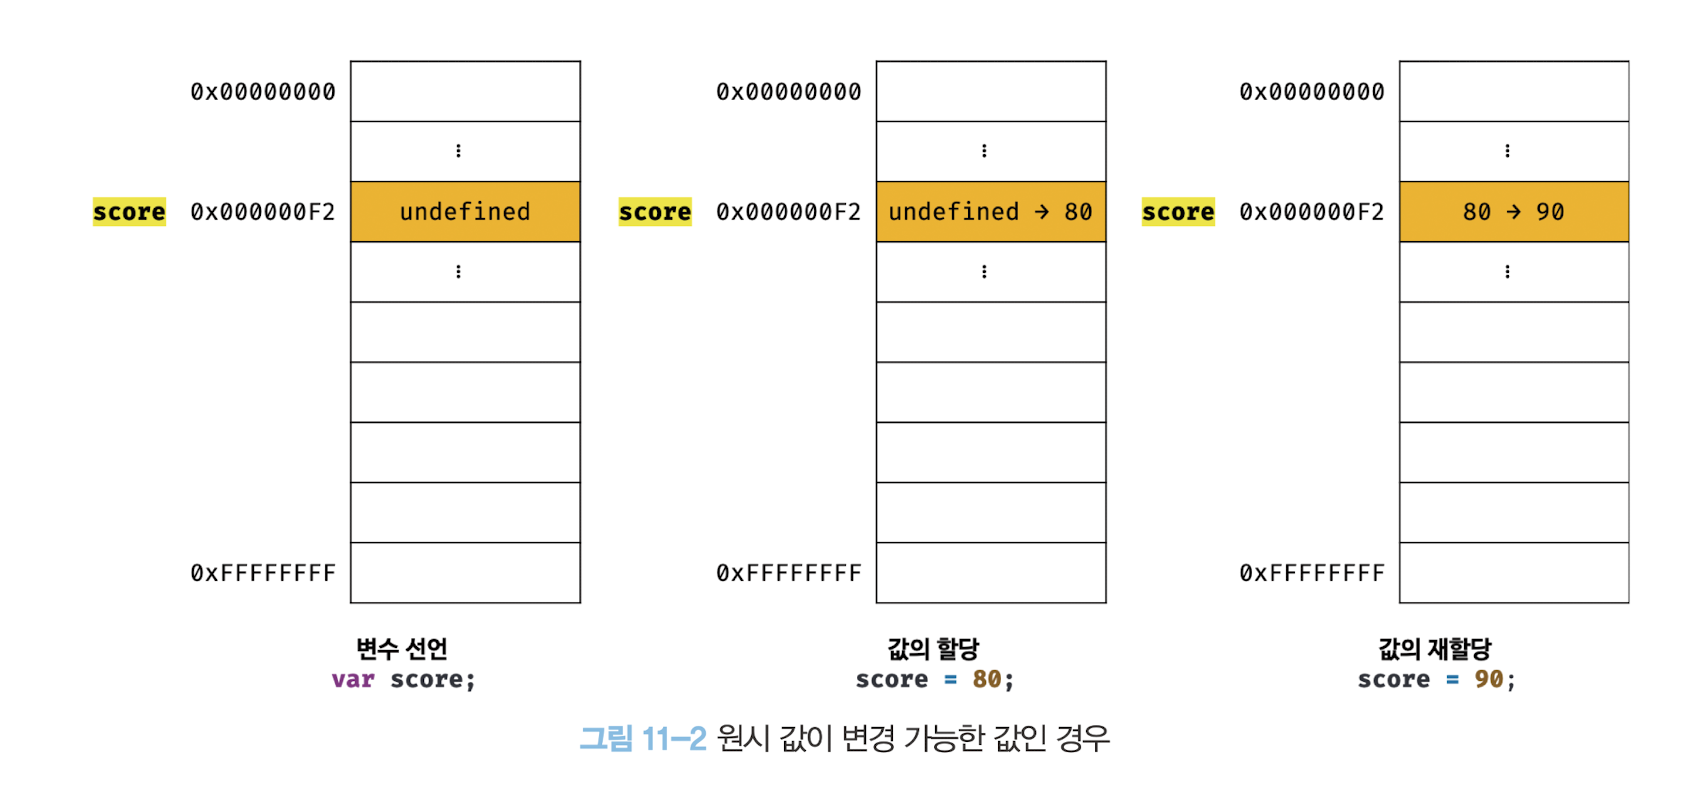 0x00000000
⋮
score 0x000000F2 undefined
⋮
0xFFFFFFFF
변수 선언
var score;
0x00000000
⋮
score 0x000000F2 undefined → 80
⋮
0xFFFFFFFF
값의 할당
score = 80;
0x00000000
⋮
score 0x000000F2 80 → 90
⋮
0xFFFFFFFF
값의 재할당
score = 90;
그림 11-2 원시 값이 변경 가능한 값인 경우